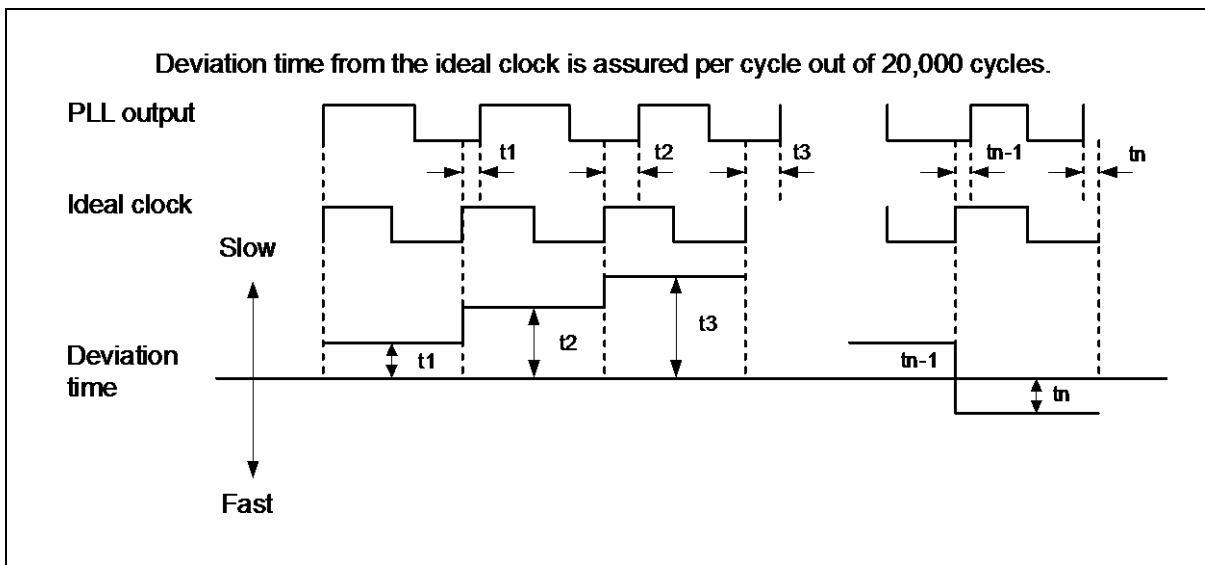 Deviation time from the ideal clock is assured per cycle out of 20,000 cycles.
PLL output
t1
t2
t3
tn-1
tn
Ideal clock
Slow
t1
t2
t3
Deviation
time
tn-1
tn
Fast